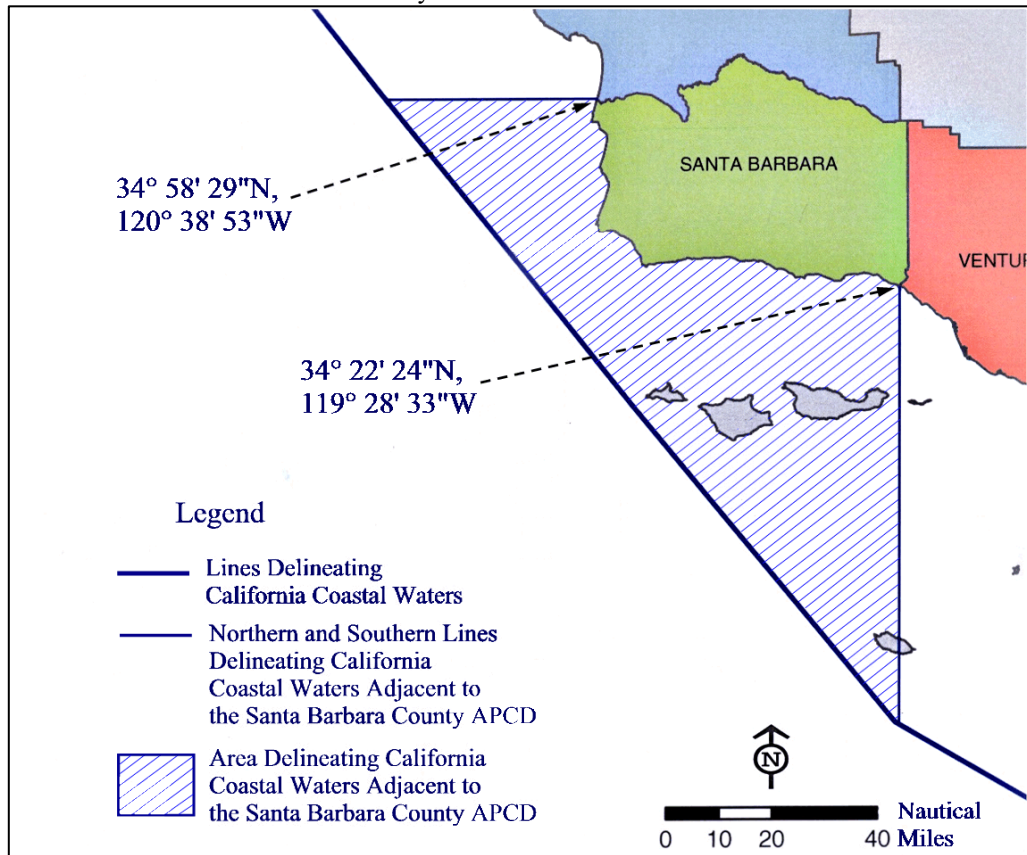 SANTA BARBARA
34° 58' 29"N,
120° 38' 53"W
VENTUR
34° 22' 24"N,
119° 28' 33"W
Legend
Lines Delineating
California Coastal Waters
Northern and Southern Lines
Delineating California
Coastal Waters Adjacent to
the Santa Barbara County APCD
Area Delineating California
Coastal Waters Adjacent to
the Santa Barbara County APCD
N
Nautical
Miles
0 10 20 40